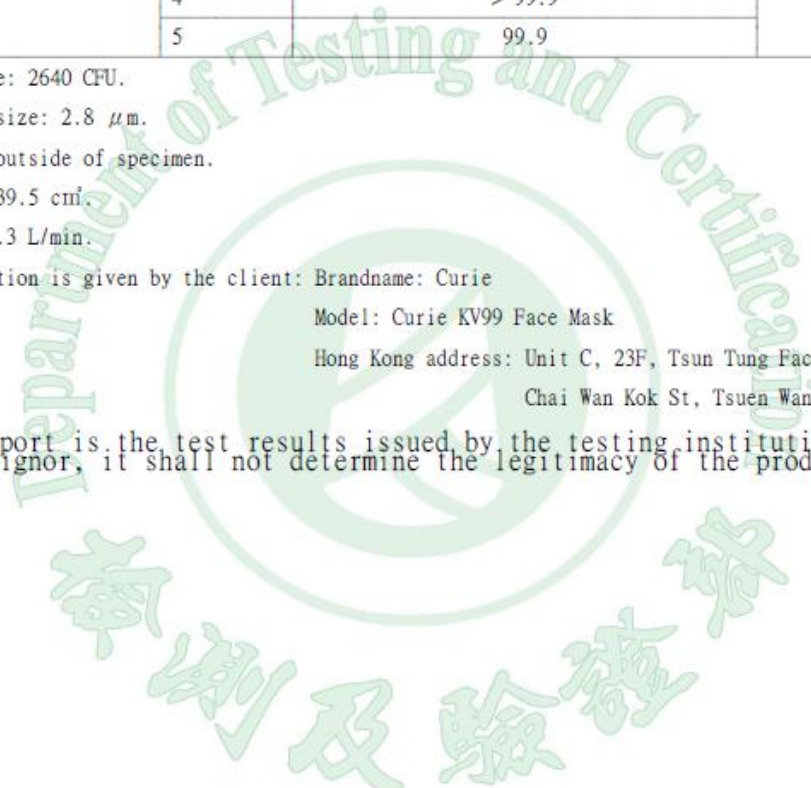 4 >99.9
5 99.9
e: 2640 CFU.
size: 2.8 μm.
outside of specimen.
39.5 cm².
.3 L/min.
tion is given by the client: Brandname: Curie
Model: Curie KV99 Face Mask
Hong Kong address: Unit C, 23F, Tsun Tung Fac
Chai Wan Kok St, Tsuen Wan
port is the test results issued by the testing instituti
ignor, it shall not determine the legitimacy of the prod
Department of Testing and Certification
檢測及驗證部